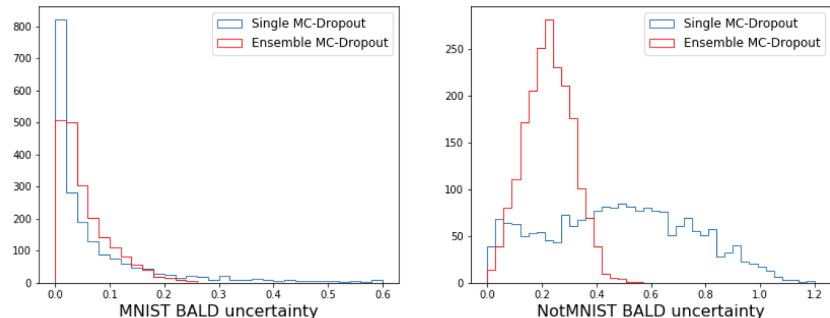 Single MC-Dropout
Ensemble MC-Dropout
800
700
600
500
400
300
200
100
0
0.0 0.1 0.2 0.3 0.4 0.5 0.6
MNIST BALD uncertainty
Single MC-Dropout
Ensemble MC-Dropout
250
200
150
100
50
0
0.0 0.2 0.4 0.6 0.8 1.0 1.2
NotMNIST BALD uncertainty